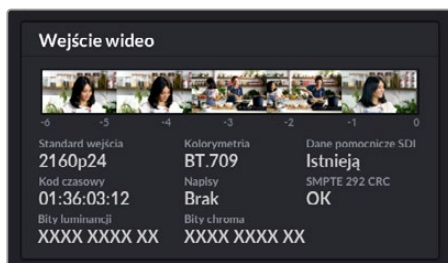 Wejście wideo
-6 -5 -4 -3 -2 -1 0
Standard wejścia Kolorymetria Dane pomocnicze SDI
2160p24 BT.709 Istnieją
Kod czasowy Napisy SMPTE 292 CRC
01:36:03:12 Brak OK
Bity luminancji Bity chroma
XXXX XXXX XX XXXX XXXX XX